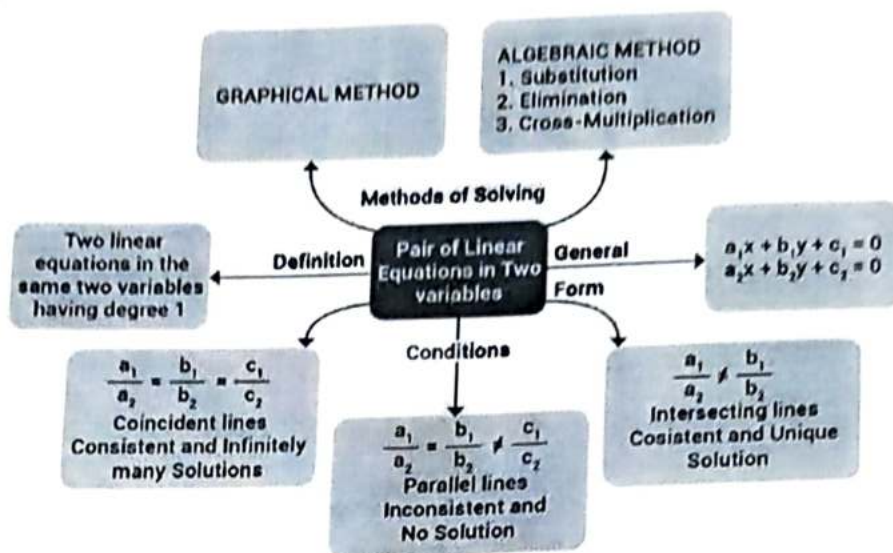 GRAPHICAL METHOD
ALGEBRAIC METHOD
1. Substitution
2. Elimination
3. Cross-Multiplication
Methods of Solving
Two linear
equations in the
same two variables
having degree 1
Definition
Pair of Linear
Equations in Two
variables
General
Form
a₁x + b₁y + c₁ = 0
a₂x + b₂y + c₂ = 0
Conditions
a₁/a₂ = b₁/b₂ = c₁/c₂
Coincident lines
Consistent and Infinitely
many Solutions
a₁/a₂ = b₁/b₂ ≠ c₁/c₂
Parallel lines
Inconsistent and
No Solution
a₁/a₂ ≠ b₁/b₂
Intersecting lines
Cosistent and Unique
Solution